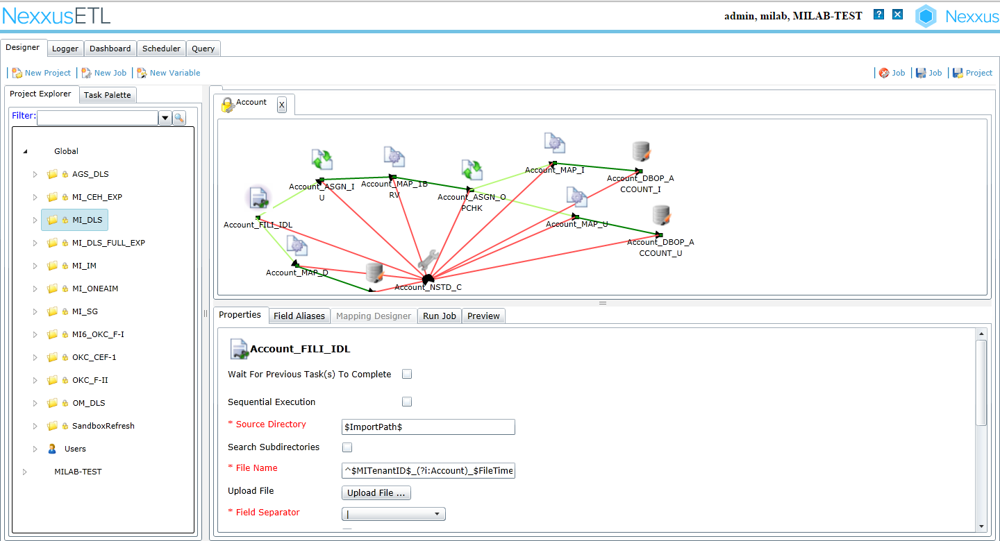 NexxusETL
admin, milab, MILAB-TEST
?
X
Nexxus
Designer
Logger
Dashboard
Scheduler
Query
New Project
New Job
New Variable
Job
Job
Project
Project Explorer
Task Palette
Filter:
Global
AGS_DLS
MI_CEH_EXP
MI_DLS
MI_DLS_FULL_EXP
MI_IM
MI_ONEAIM
MI_SG
MI6_OKC_F-I
OKC_CEF-1
OKC_F-II
OM_DLS
SandboxRefresh
Users
MILAB-TEST
Account
X
Account_MAP_I
Account_DBOP_A
CCOUNT_I
Account_ASGN_I
U
Account_MAP_1B
RV
Account_ASGN_O
PCHK
Account_FILI_IDL
Account_MAP_U
Account_DBOP_A
CCOUNT_U
Account_MAP_D
Account_NSTD_C
Properties
Field Aliases
Mapping Designer
Run Job
Preview
Account_FILI_IDL
Wait For Previous Task(s) To Complete
Sequential Execution
* Source Directory
$ImportPath$
Search Subdirectories
* File Name
^$MITenantID$_(?i:Account)_$FileTime
Upload File
Upload File ...
* Field Separator
|